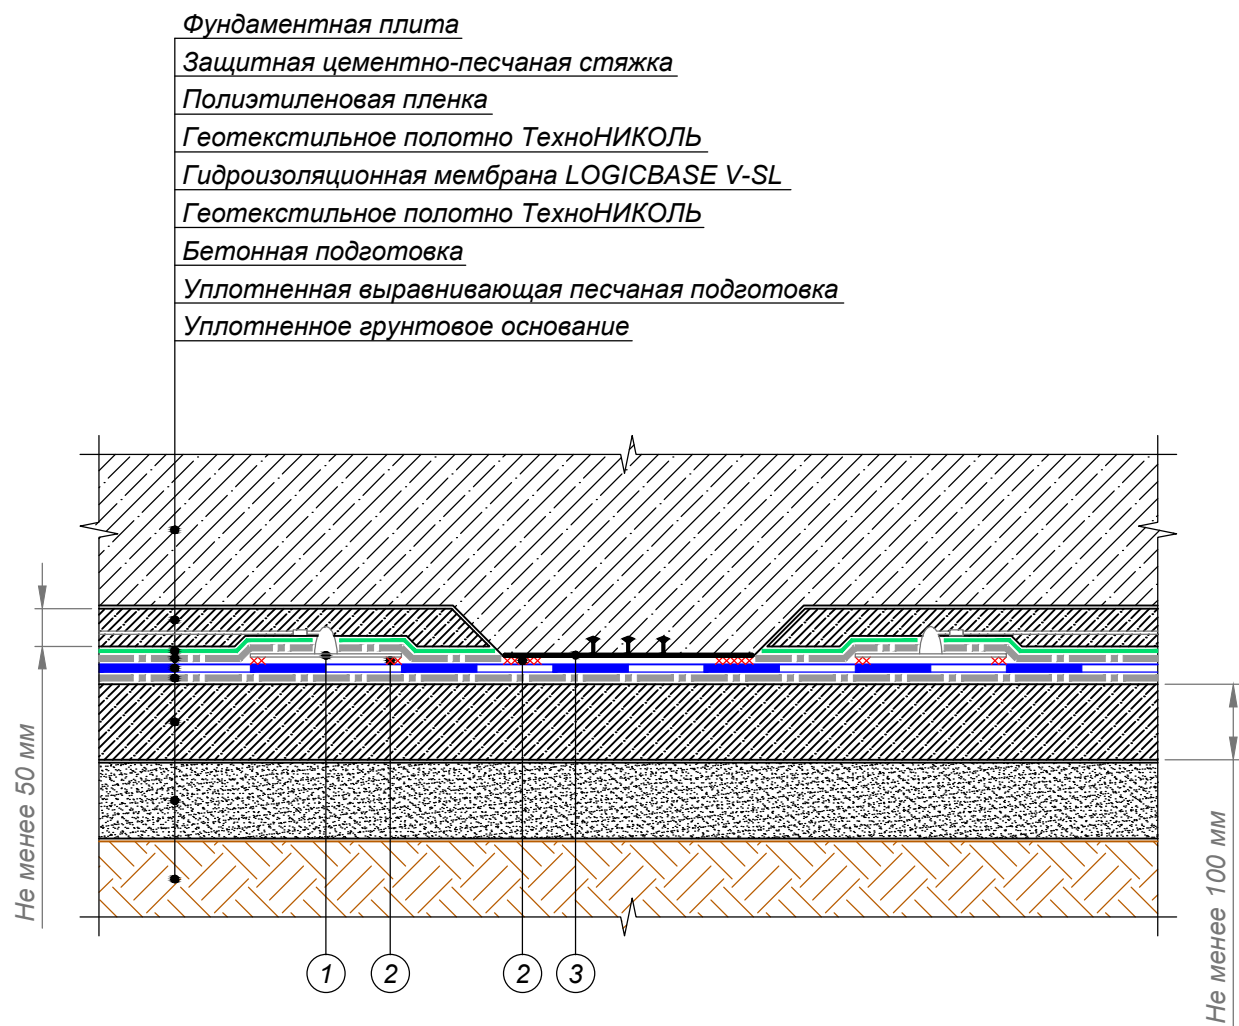 Фундаментная плита
Защитная цементно-песчаная стяжка
Полиэтиленовая пленка
Геотекстильное полотно ТехноНИКОЛЬ
Гидроизоляционная мембрана LOGICBASE V-SL
Геотекстильное полотно ТехноНИКОЛЬ
Бетонная подготовка
Уплотненная выравнивающая песчаная подготовка
Уплотненное грунтовое основание
Не менее 50 мм
Не менее 100 мм
1 2 2 3